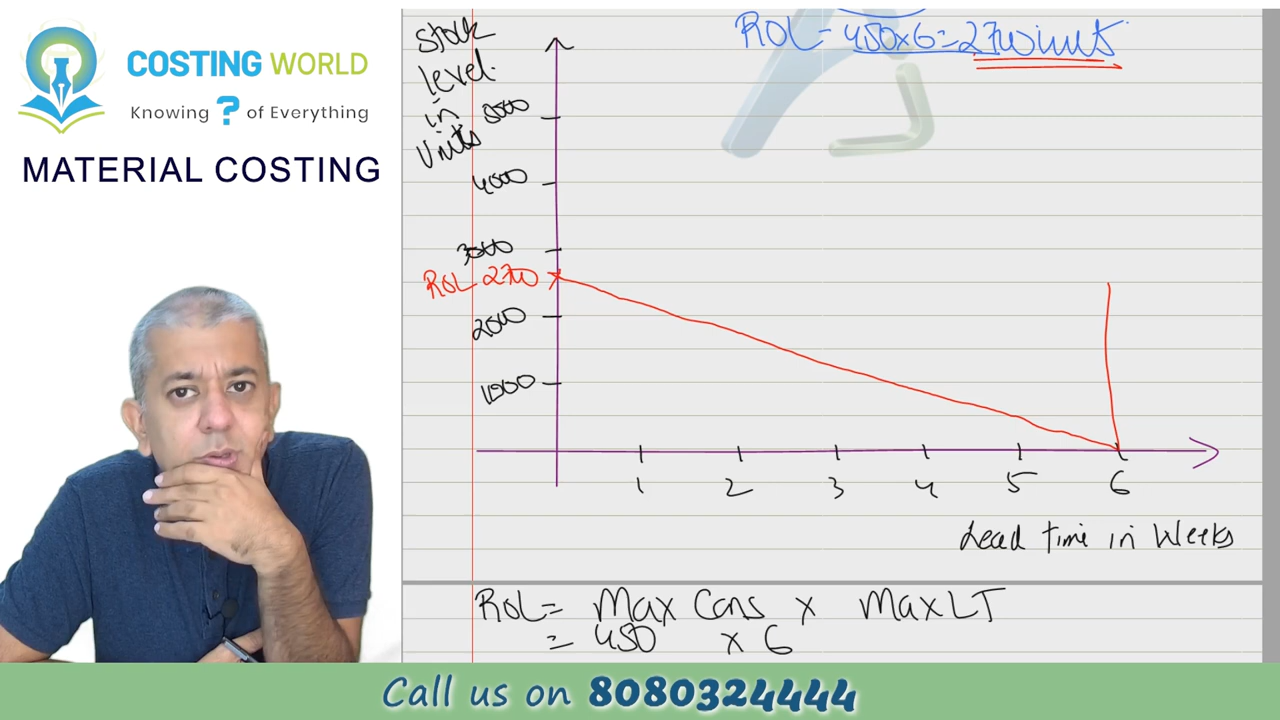 COSTING WORLD
Knowing ? of Everything
MATERIAL COSTING
ROL = 450x6=2700 units
Stock
level
in
Units
5000
4000
3000
ROL 2700
2000
1000
1 2 3 4 5 6
Lead time in Weeks
ROL = Max Cons x Max LT
= 450 x 6
Call us on 8080324444